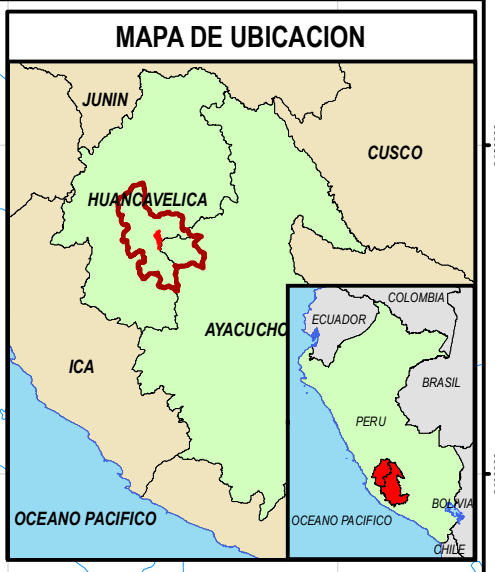 MAPA DE UBICACION
JUNIN
CUSCO
HUANCAVELICA
AYACUCHO
ICA
OCEANO PACIFICO
COLOMBIA
ECUADOR
BRASIL
PERU
BOLIVIA
OCEANO PACIFICO
CHILE